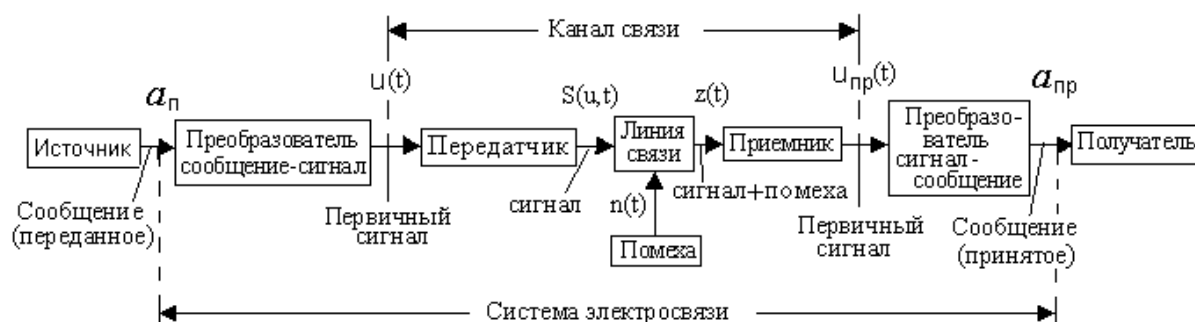 Канал связи
u(t)
u_пр(t)
a_п
S(u,t)
z(t)
a_пр
Источник
Преобразователь
сообщение-сигнал
Передатчик
Линия
связи
Приемник
Преобразо-
ватель
сигнал -
сообщение
Получатель
Сообщение
(переданное)
Первичный
сигнал
сигнал
n(t)
сигнал+помеха
Помеха
Первичный
сигнал
Сообщение
(принятое)
Система электросвязи